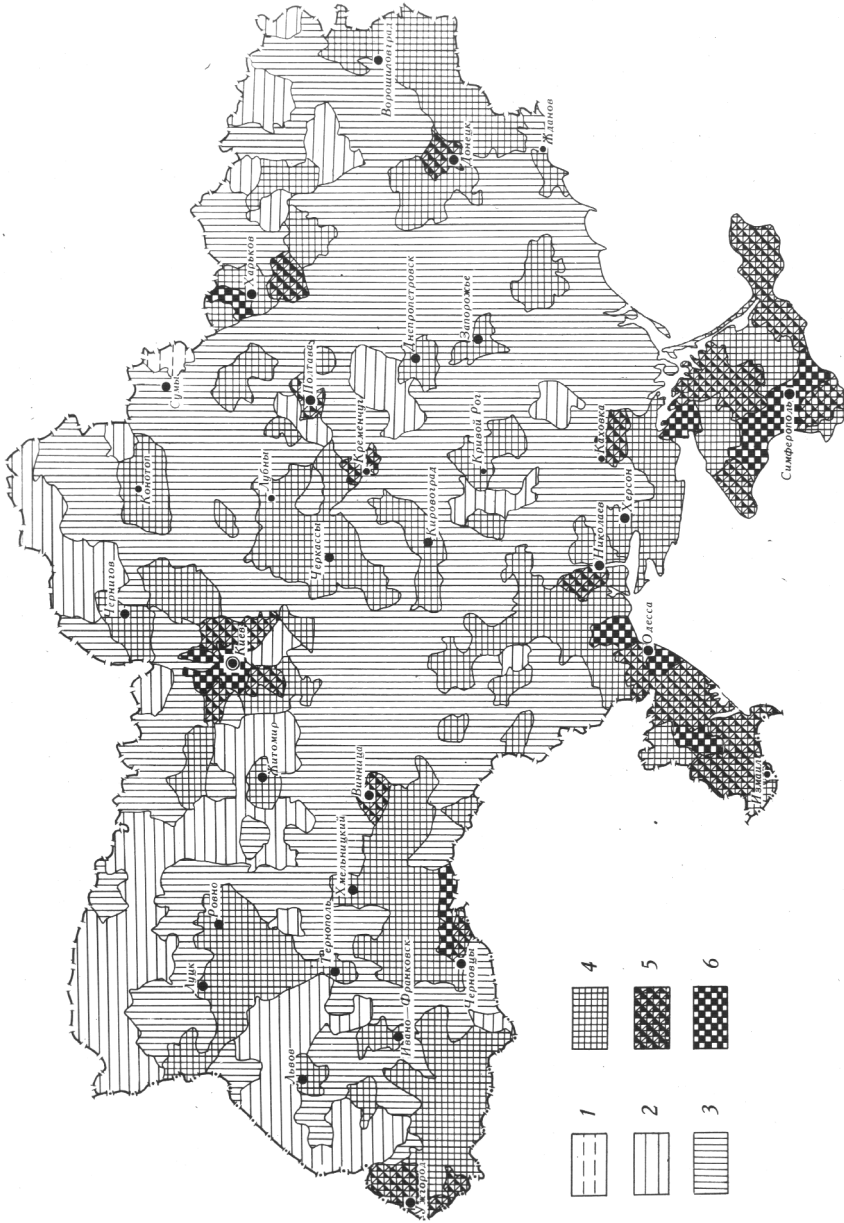 Ворошиловград
Донецк
Жданов
Харьков
Днепропетровск
Запорожье
Сумы
Полтава
Кременчуг
Кривой Рог
Каховка
Симферополь
Конотоп
Лубны
Черкассы
Кировоград
Николаев
Херсон
Чернигов
Киев
Одесса
Житомир
Винница
Измаил
Ровно
Хмельницкий
Луцк
Тернополь
Ивано—Франковск
Черновцы
Львов
Ужгород
1
2
3
4
5
6